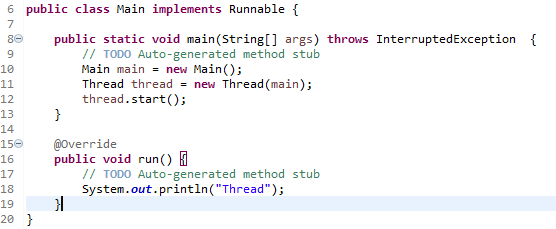 6 public class Main implements Runnable {
7
8 public static void main(String[] args) throws InterruptedException  {
9 // TODO Auto-generated method stub
10 Main main = new Main();
11 Thread thread = new Thread(main);
12 thread.start();
13 }
14
15 @Override
16 public void run() {
17 // TODO Auto-generated method stub
18 System.out.println("Thread");
19 }
20 }